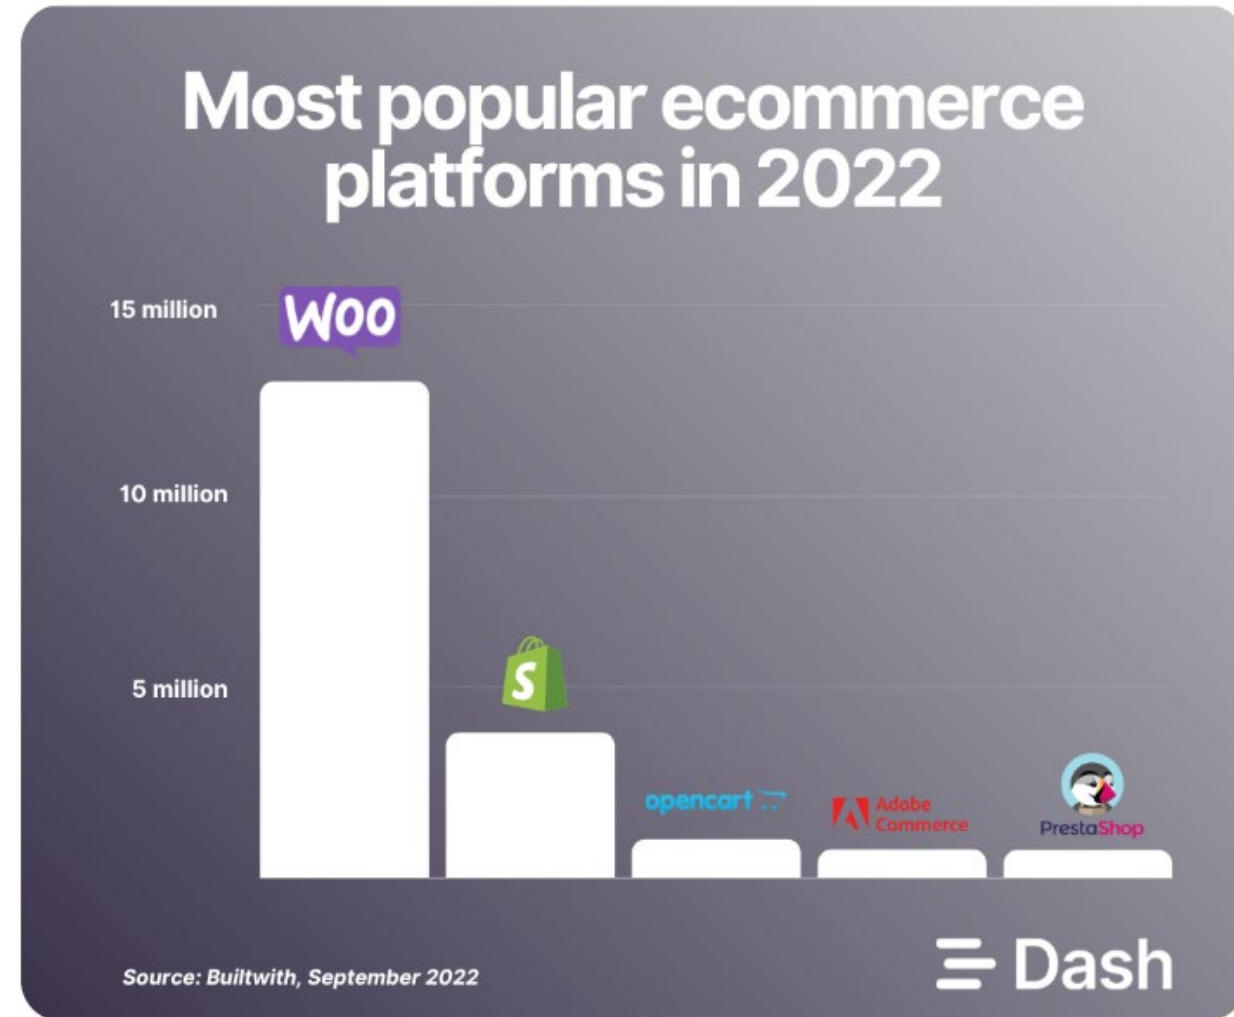 Most popular ecommerce
platforms in 2022
15 million
WOO
10 million
5 million
S
opencart
Adobe
Commerce
PrestaShop
Source: Builtwith, September 2022
Dash